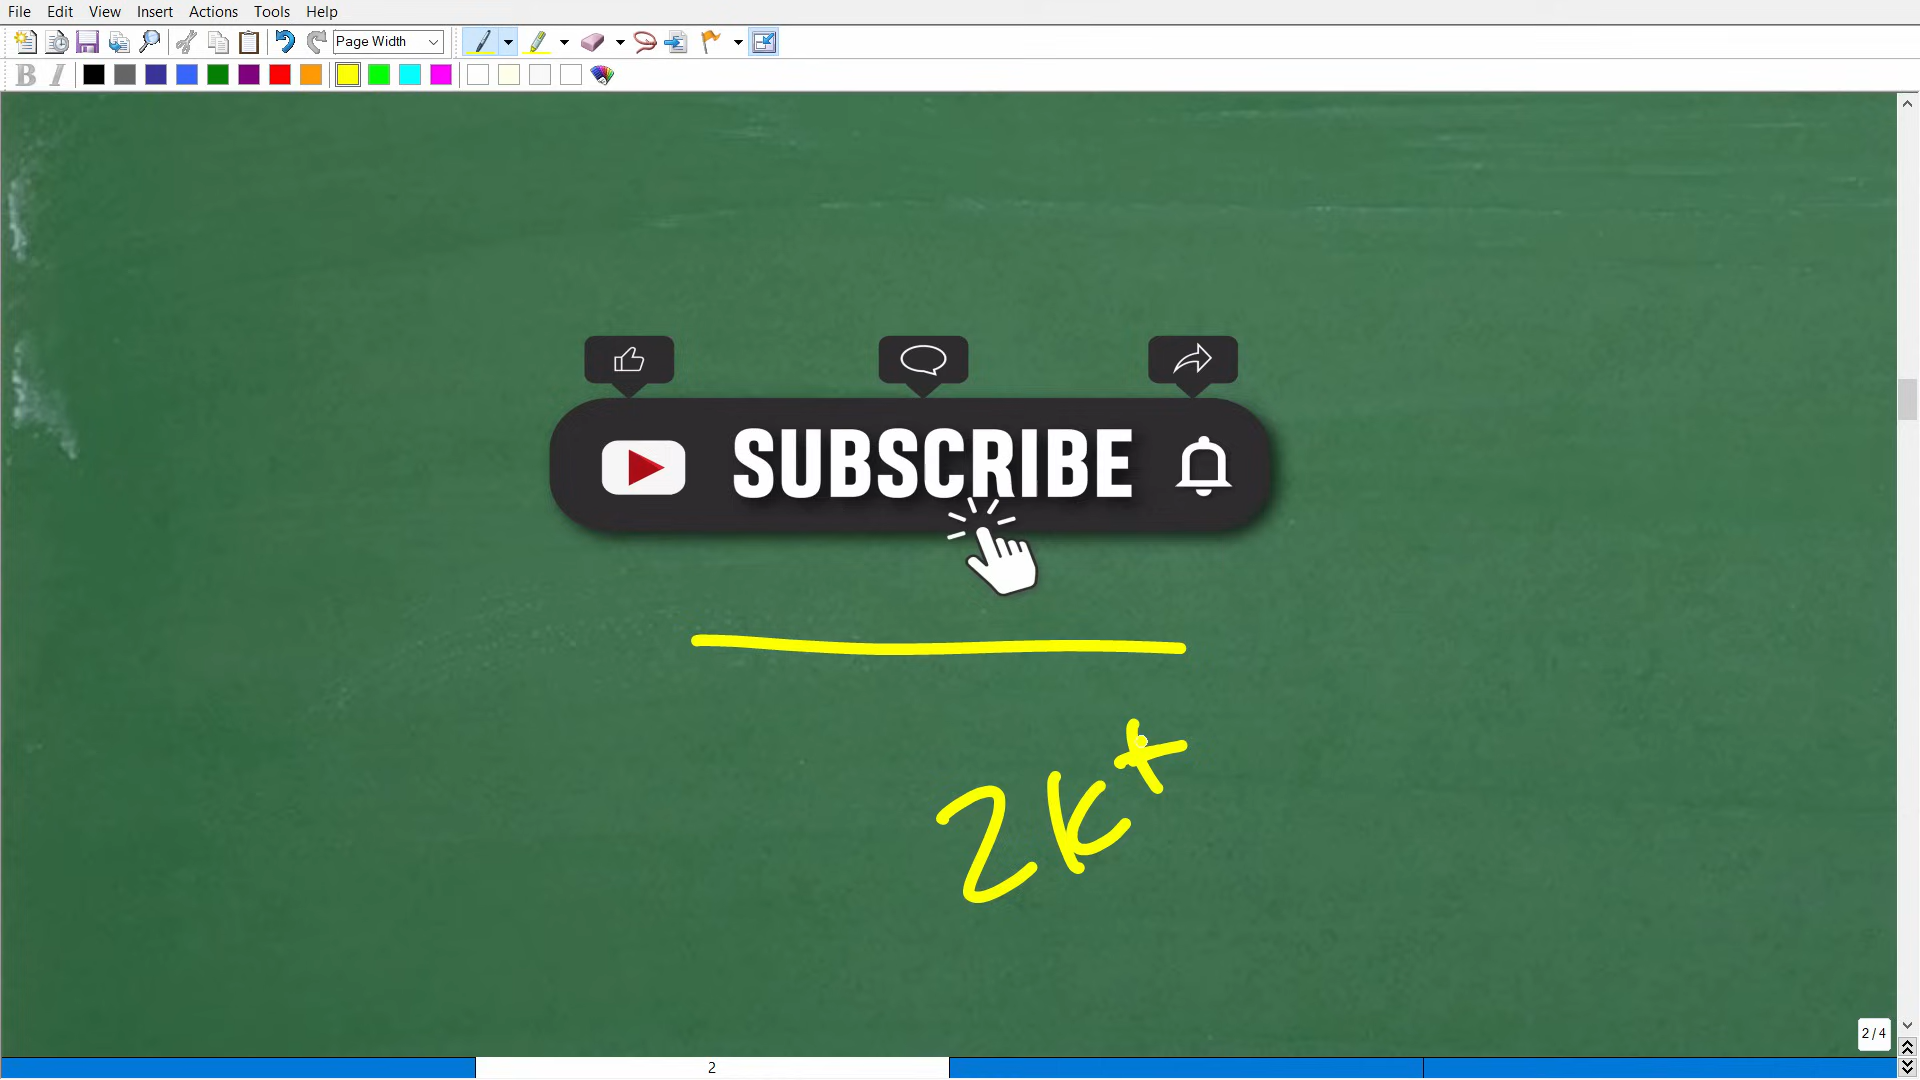 File Edit View Insert Actions Tools Help
Page Width
B I
SUBSCRIBE
2k+
2 / 4
2